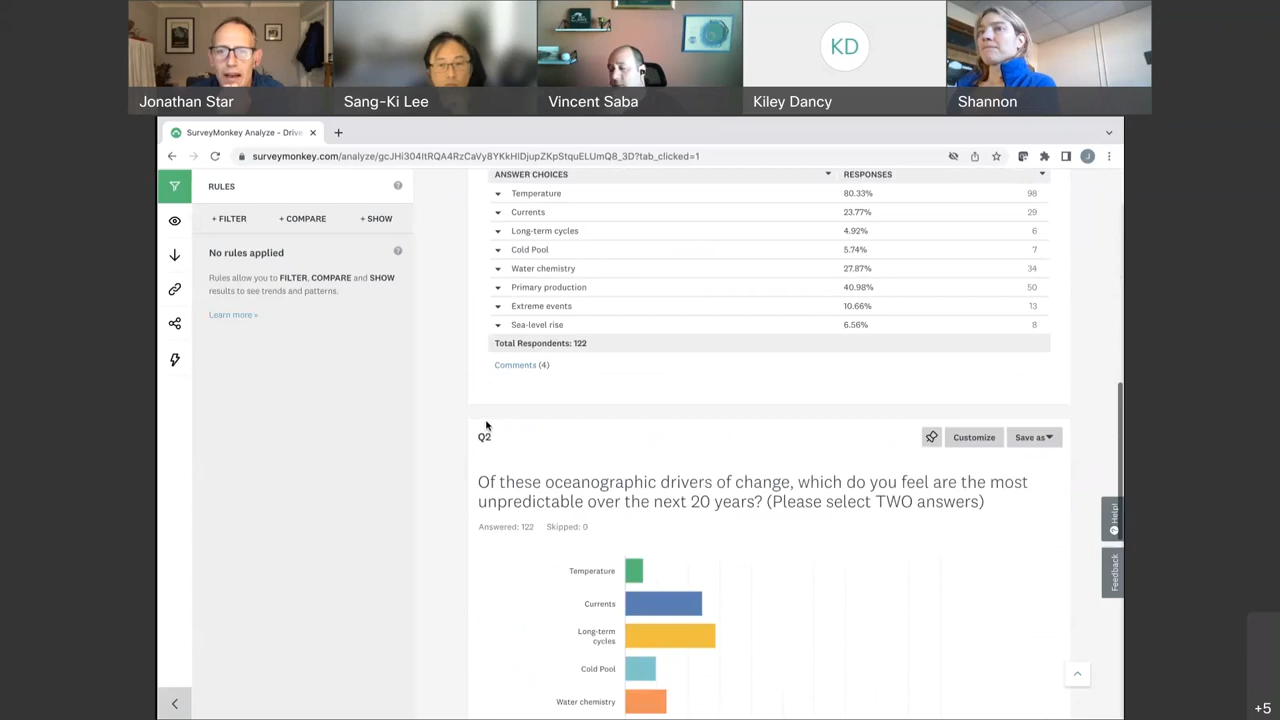 KD
Jonathan Star
Sang-Ki Lee
Vincent Saba
Kiley Dancy
Shannon
SurveyMonkey Analyze - Drive
surveymonkey.com/analyze/gcJHi304ItRQA4RzCaVy8YKkHIDjupZKpStquELUmQ8_3D?tab_clicked=1
J
RULES
+ FILTER + COMPARE + SHOW
No rules applied
Rules allow you to FILTER, COMPARE and SHOW
results to see trends and patterns.
Learn more »
ANSWER CHOICES RESPONSES
Temperature 80.33% 98
Currents 23.77% 29
Long-term cycles 4.92% 6
Cold Pool 5.74% 7
Water chemistry 27.87% 34
Primary production 40.98% 50
Extreme events 10.66% 13
Sea-level rise 6.56% 8
Total Respondents: 122
Comments (4)
Q2
Customize Save as
Of these oceanographic drivers of change, which do you feel are the most
unpredictable over the next 20 years? (Please select TWO answers)
Answered: 122 Skipped: 0
Temperature
Currents
Long-term
cycles
Cold Pool
Water chemistry
Help!
Feedback
+5